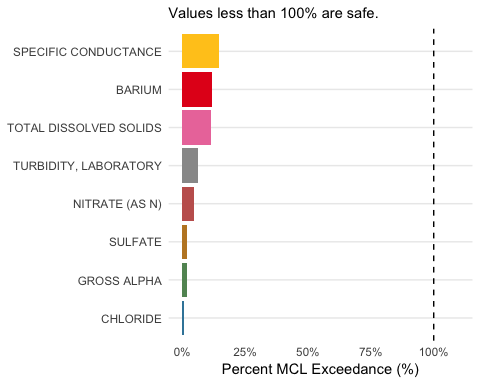 Values less than 100% are safe.
SPECIFIC CONDUCTANCE
BARIUM
TOTAL DISSOLVED SOLIDS
TURBIDITY, LABORATORY
NITRATE (AS N)
SULFATE
GROSS ALPHA
CHLORIDE
0% 25% 50% 75% 100%
Percent MCL Exceedance (%)